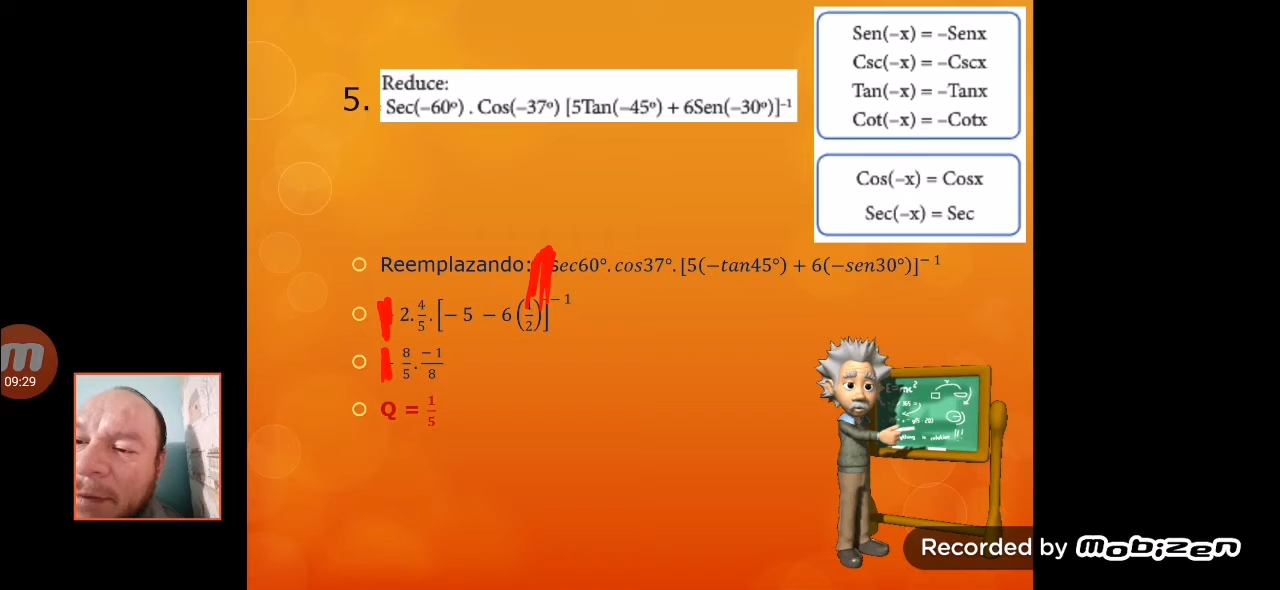 5. Reduce:
Sec(−60º) . Cos(−37º) [5Tan(−45º) + 6Sen(−30º)]⁻¹
Sen(−x) = −Senx
Csc(−x) = −Cscx
Tan(−x) = −Tanx
Cot(−x) = −Cotx
Cos(−x) = Cosx
Sec(−x) = Sec
Reemplazando: sec60°. cos37°. [5(−tan45°) + 6(−sen30°)]⁻¹
2. 4/5 . [− 5 − 6 (1/2)]⁻¹
8/5 . −1/8
Q = 1/5
09:29
Recorded by mobizen